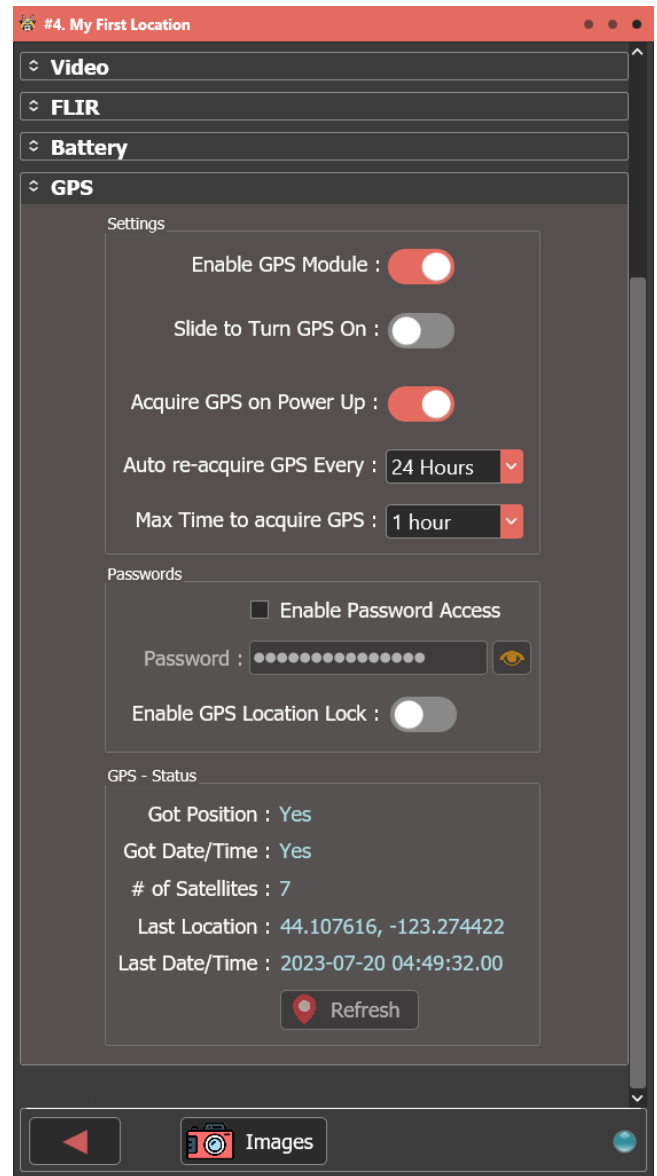 #4. My First Location
Video
FLIR
Battery
GPS
Settings
Enable GPS Module :
Slide to Turn GPS On :
Acquire GPS on Power Up :
Auto re-acquire GPS Every : 24 Hours
Max Time to acquire GPS : 1 hour
Passwords
Enable Password Access
Password : ●●●●●●●●●●●●●●●
Enable GPS Location Lock :
GPS - Status
Got Position : Yes
Got Date/Time : Yes
# of Satellites : 7
Last Location : 44.107616, -123.274422
Last Date/Time : 2023-07-20 04:49:32.00
Refresh
Images